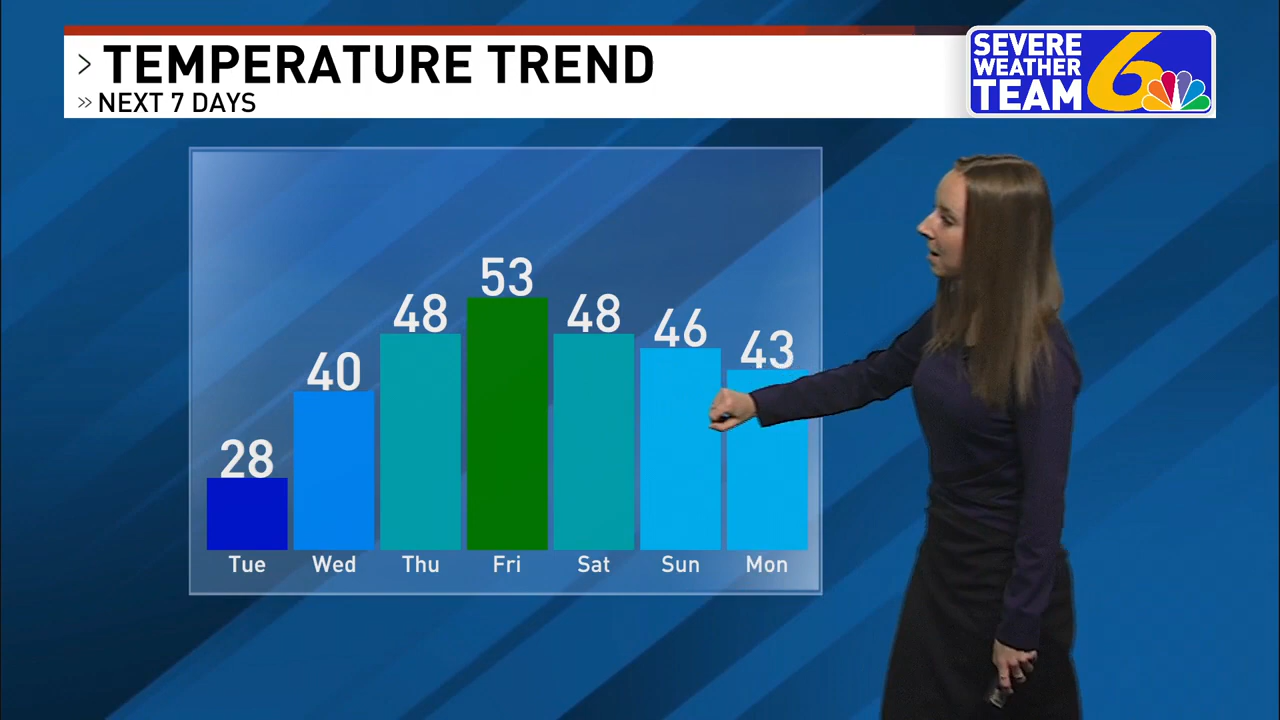 > TEMPERATURE TREND
» NEXT 7 DAYS
SEVERE
WEATHER
TEAM 6
53
48 48
46
43
40
28
Tue Wed Thu Fri Sat Sun Mon